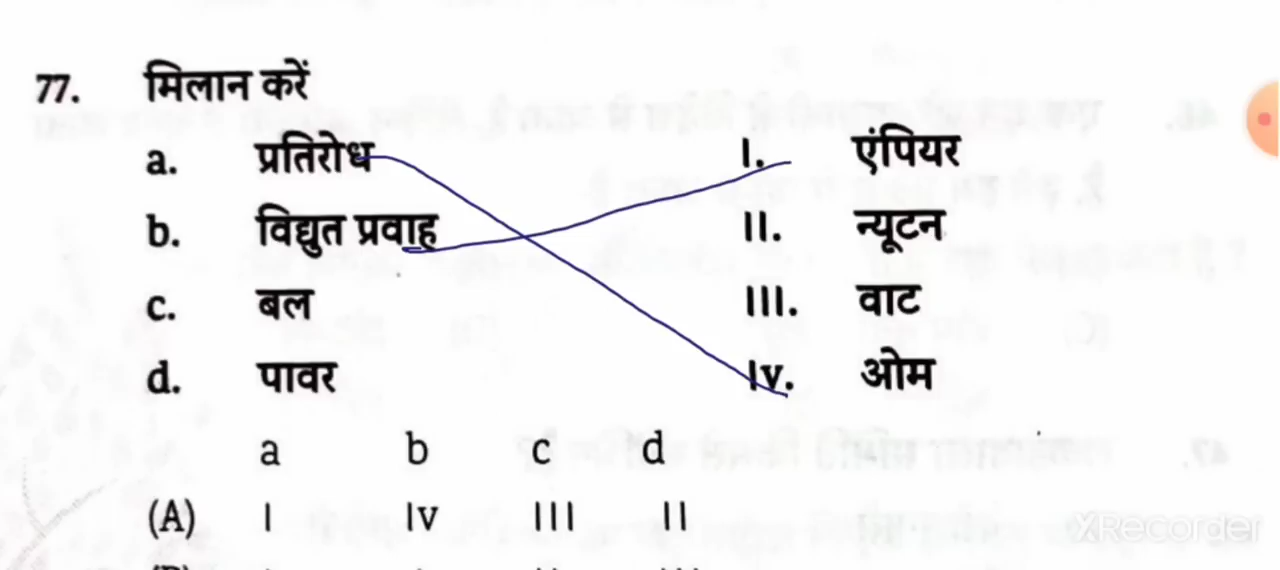 77. मिलान करें
a. प्रतिरोध I. एंपियर
b. विद्युत प्रवाह II. न्यूटन
c. बल III. वाट
d. पावर Iv. ओम
a b c d
(A) I Iv III II
XRecorder